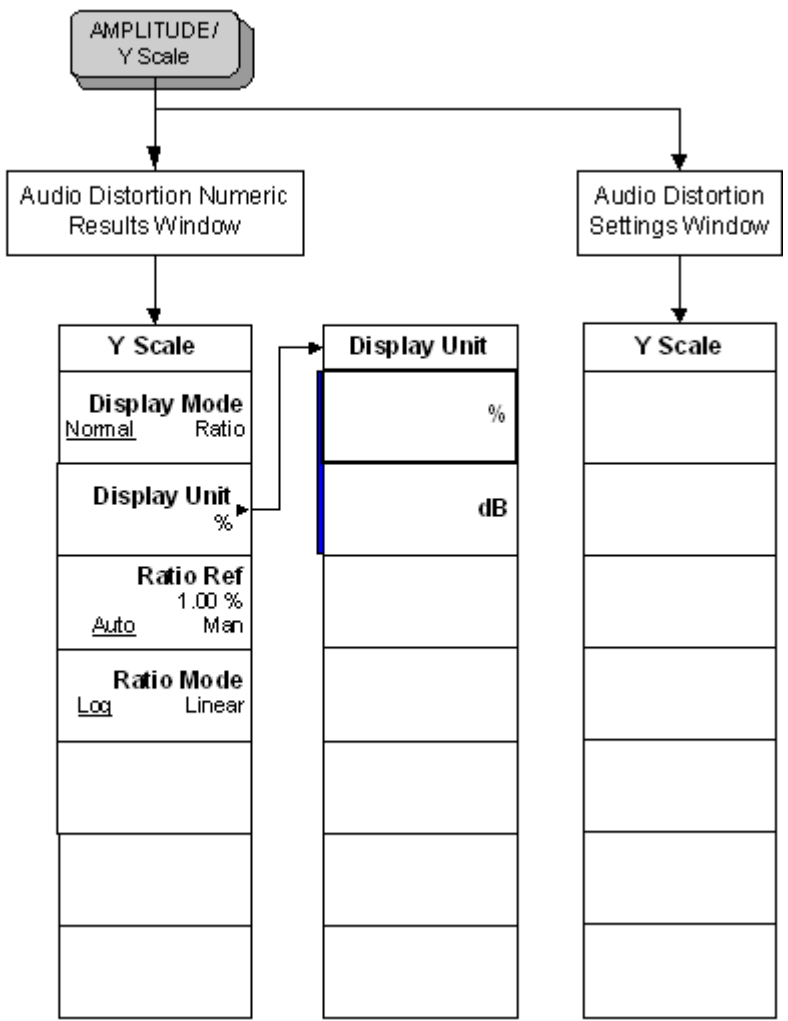 AMPLITUDE/
Y Scale
Audio Distortion Numeric
Results Window
Audio Distortion
Settings Window
Y Scale
Display Mode
Normal Ratio
Display Unit
%
Ratio Ref
1.00 %
Auto Man
Ratio Mode
Log Linear
Display Unit
%
dB
Y Scale